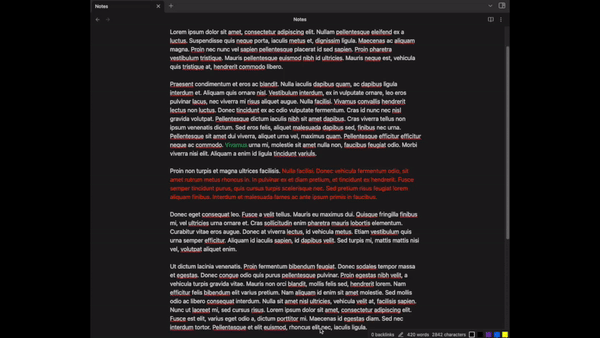 Notes
Notes
Lorem ipsum dolor sit amet, consectetur adipiscing elit. Nullam pellentesque eleifend ex a
luctus. Suspendisse quis neque porta, iaculis metus et, dignissim ligula. Maecenas ac aliquam
magna. Proin nec nunc vel sapien pellentesque placerat id sed sapien. Proin pharetra
vestibulum tristique. Mauris pellentesque euismod nibh id ultricies. Mauris neque est, vehicula
quis tristique at, hendrerit commodo libero.
Praesent condimentum et eros ac blandit. Nulla iaculis dapibus quam, ac dapibus ligula
interdum et. Aliquam quis ornare nisl. Vestibulum interdum, ex in vulputate ornare, leo eros
pulvinar lacus, nec viverra mi risus aliquet augue. Nulla facilisi. Vivamus convallis hendrerit
lectus non luctus. Donec tincidunt ex ac odio vulputate fermentum. Cras id nunc nec nisl
gravida volutpat. Pellentesque dictum iaculis nibh sit amet dapibus. Cras viverra tellus non
ipsum venenatis dictum. Sed eros felis, aliquet malesuada dapibus sed, finibus nec urna.
Pellentesque sit amet dui viverra, aliquet urna vel, maximus quam. Pellentesque efficitur efficitur
neque ac commodo. Vivamus urna mi, molestie sit amet nulla non, faucibus feugiat odio. Morbi
viverra nisi elit. Aliquam a enim id ligula tincidunt variuls.
Proin non turpis et magna ultrices facilisis. Nulla facilisi. Donec vehicula fermentum odio, sit
amet rutrum metus rhoncus in. In pulvinar ex et diam pretium, et tincidunt ex hendrerit. Fusce
semper tincidunt purus, quis cursus turpis scelerisque nec. Sed pretium risus feugiat lorem
aliquam finibus. Interdum et malesuada fames ac ante ipsum primis in faucibus.
Donec eget consequat leo. Fusce a velit tellus. Mauris eu maximus dui. Quisque fringilla finibus
mi, vel ultricies urna ornare et. Cras sollicitudin enim pharetra mauris lobortis elementum.
Curabitur vitae eros augue. Donec at viverra lectus, id vehicula metus. Etiam vestibulum quis
urna semper efficitur. Aliquam id iaculis sapien, id dapibus velit. Sed turpis mi, mattis mattis nisi
vel, volutpat aliquet enim.
Ut dictum lacinia venenatis. Proin fermentum bibendum feugiat. Donec sodales tempor massa
et egestas. Donec congue odio quis purus pellentesque pulvinar. Proin egestas nibh velit, a
vehicula turpis gravida vitae. Mauris non orci blandit, mollis felis sed, hendrerit lorem. Nam
efficitur felis bibendum elit varius pretium. Nam aliquam id enim sit amet molestie. Sed mollis
odio ac libero consequat interdum. Nulla sit amet nisl ultricies, vehicula velit at, facilisis sapien.
Nunc ut laoreet mi, sed cursus risus. Lorem ipsum dolor sit amet, consectetur adipiscing elit.
Fusce est enim, varius eget odio a, dictum porttitor mi. Maecenas id egestas diam. Sed nec
interdum tortor. Pellentesque et elit euismod, rhoncus elit nec, iaculis ligula.
0 backlinks 420 words 2842 characters